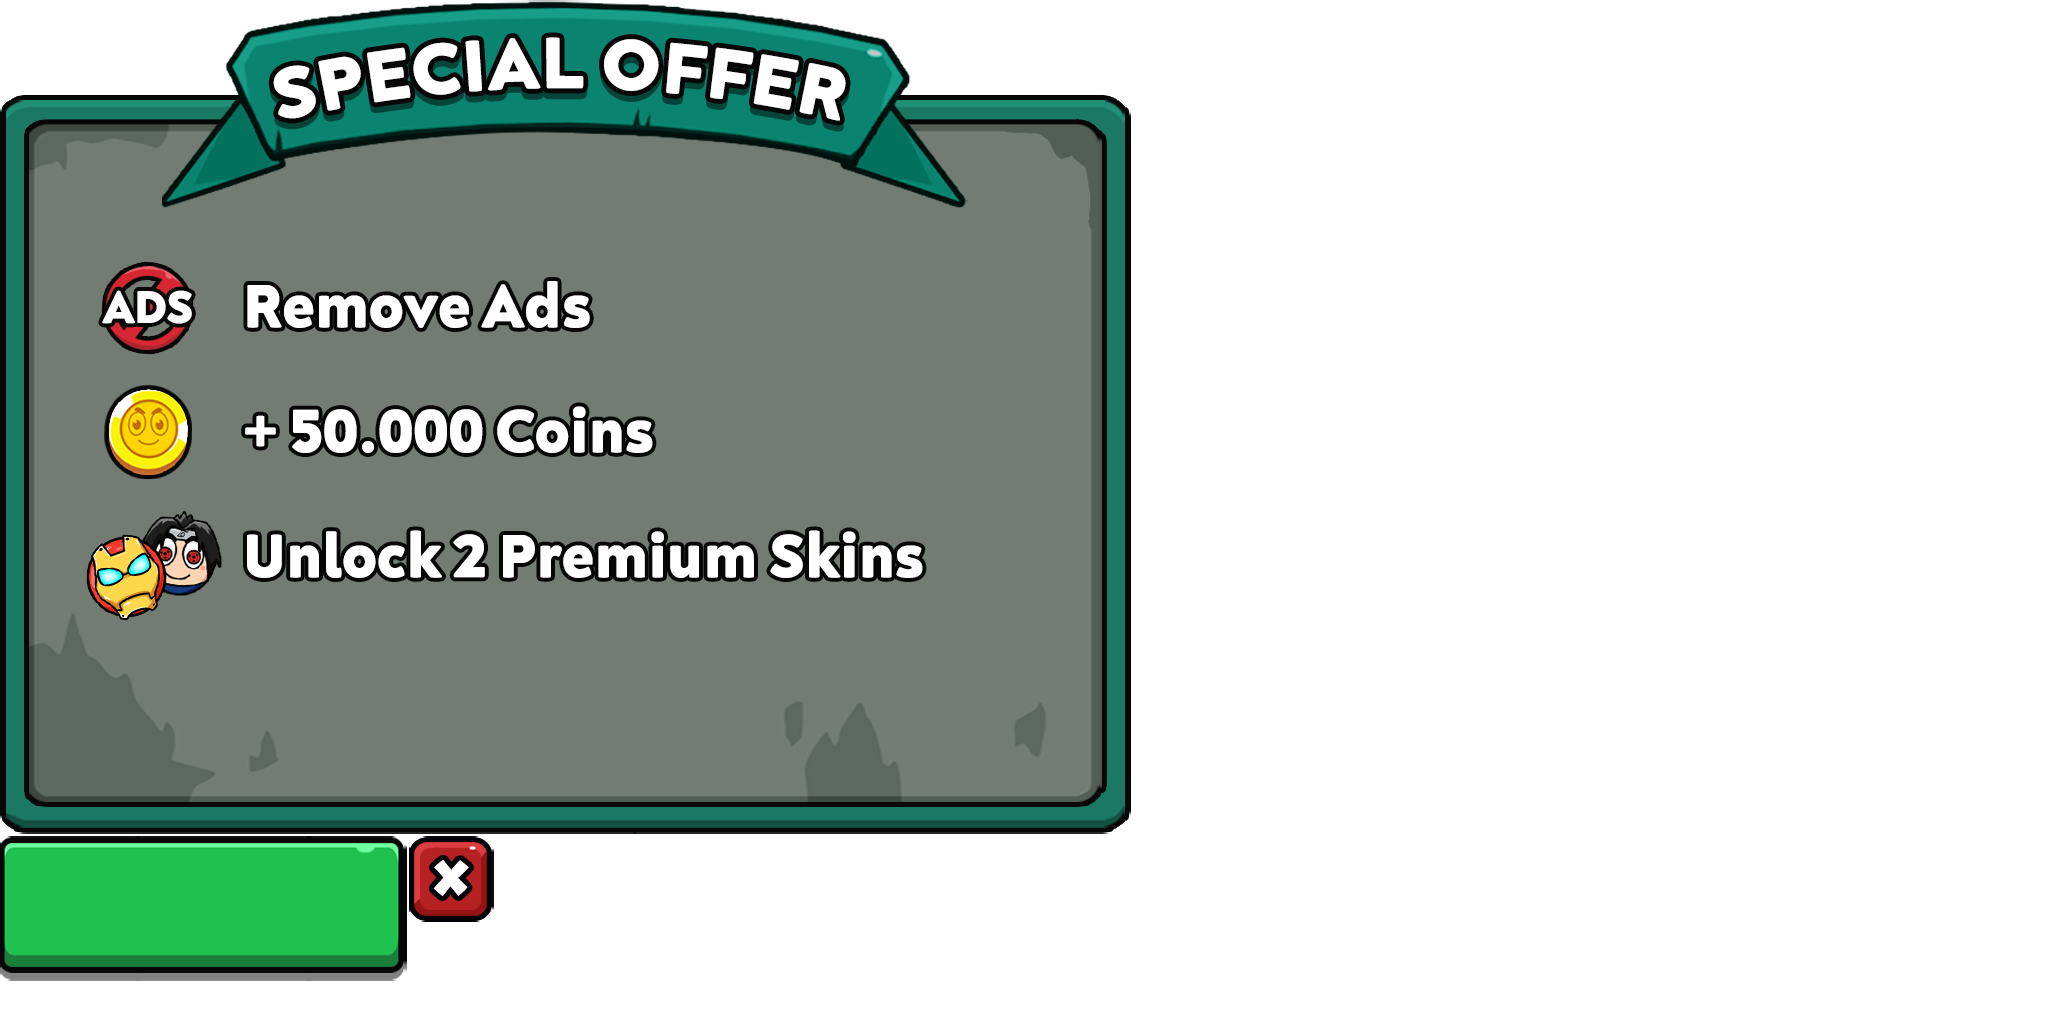 SPECIAL OFFER
ADS
Remove Ads
+ 50.000 Coins
Unlock 2 Premium Skins